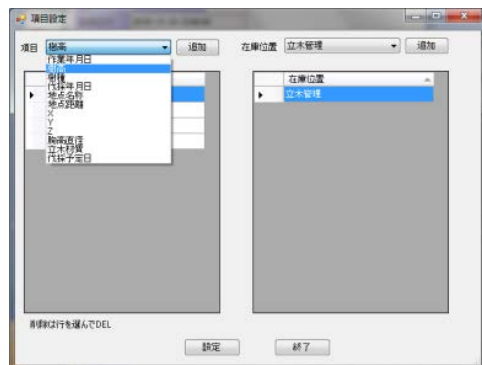 項目設定
項目 樹高 追加 在庫位置 立木管理 追加
作業年月日
樹高
樹種
伐採年月日
地点名称
地点距離
X
Y
Z
胸高直径
立木材質
伐採予定日
在庫位置
立木管理
削除は行を選んでDEL
設定 終了